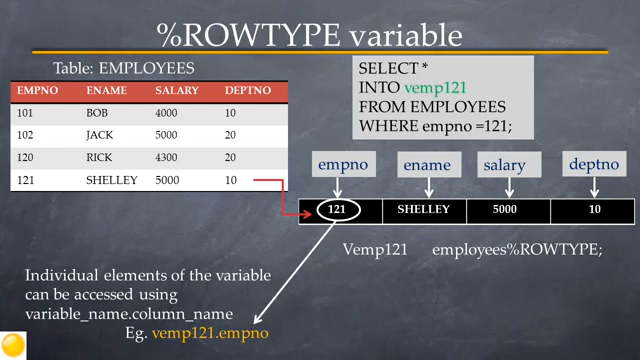 %ROWTYPE variable
Table: EMPLOYEES
EMPNO ENAME SALARY DEPTNO
101 BOB 4000 10
102 JACK 5000 20
120 RICK 4300 20
121 SHELLEY 5000 10
SELECT *
INTO vemp121
FROM EMPLOYEES
WHERE empno =121;
empno ename salary deptno
121 SHELLEY 5000 10
Vemp121 employees%ROWTYPE;
Individual elements of the variable
can be accessed using
variable_name.column_name
Eg. vemp121.empno